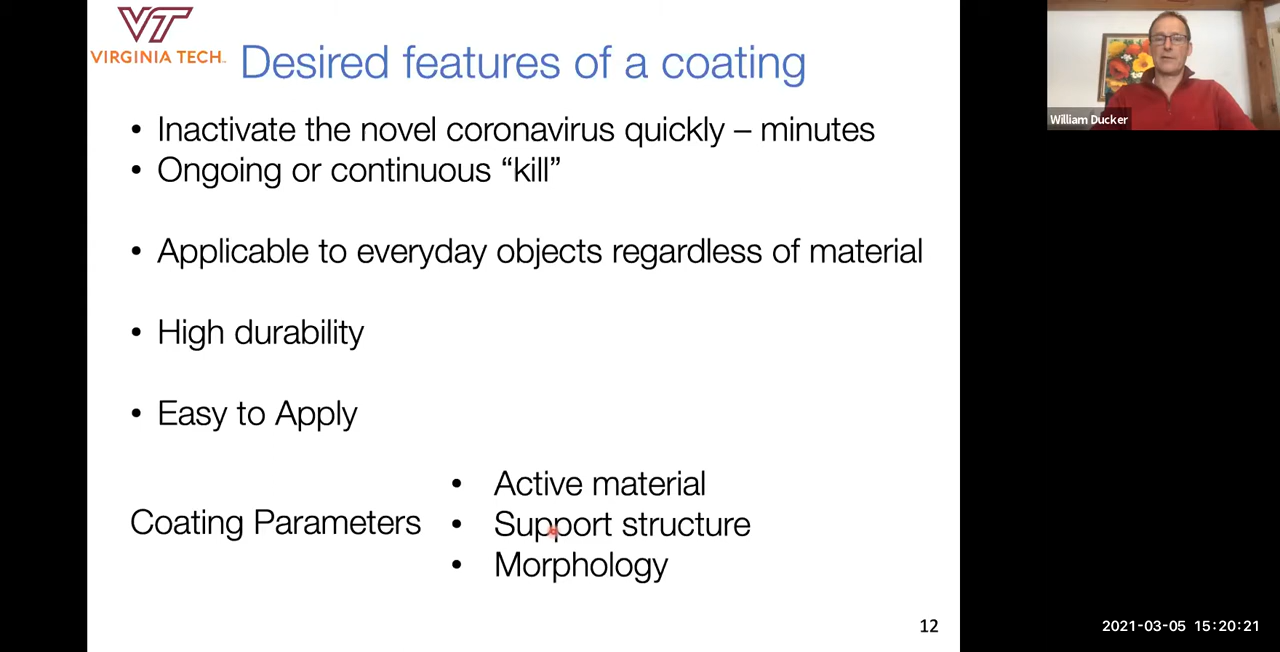 VIRGINIA TECH.
Desired features of a coating
• Inactivate the novel coronavirus quickly – minutes
• Ongoing or continuous “kill”
• Applicable to everyday objects regardless of material
• High durability
• Easy to Apply
Coating Parameters
• Active material
• Support structure
• Morphology
12
William Ducker
2021-03-05 15:20:21